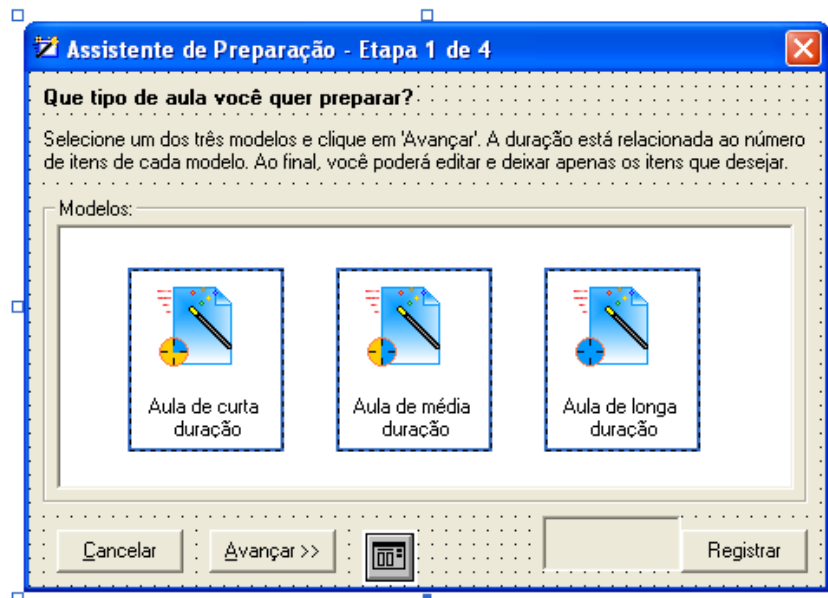 Assistente de Preparação - Etapa 1 de 4
Que tipo de aula você quer preparar?
Selecione um dos três modelos e clique em 'Avançar'. A duração está relacionada ao número
de itens de cada modelo. Ao final, você poderá editar e deixar apenas os itens que desejar.
Modelos:
Aula de curta
duração
Aula de média
duração
Aula de longa
duração
Cancelar
Avançar >>
Registrar